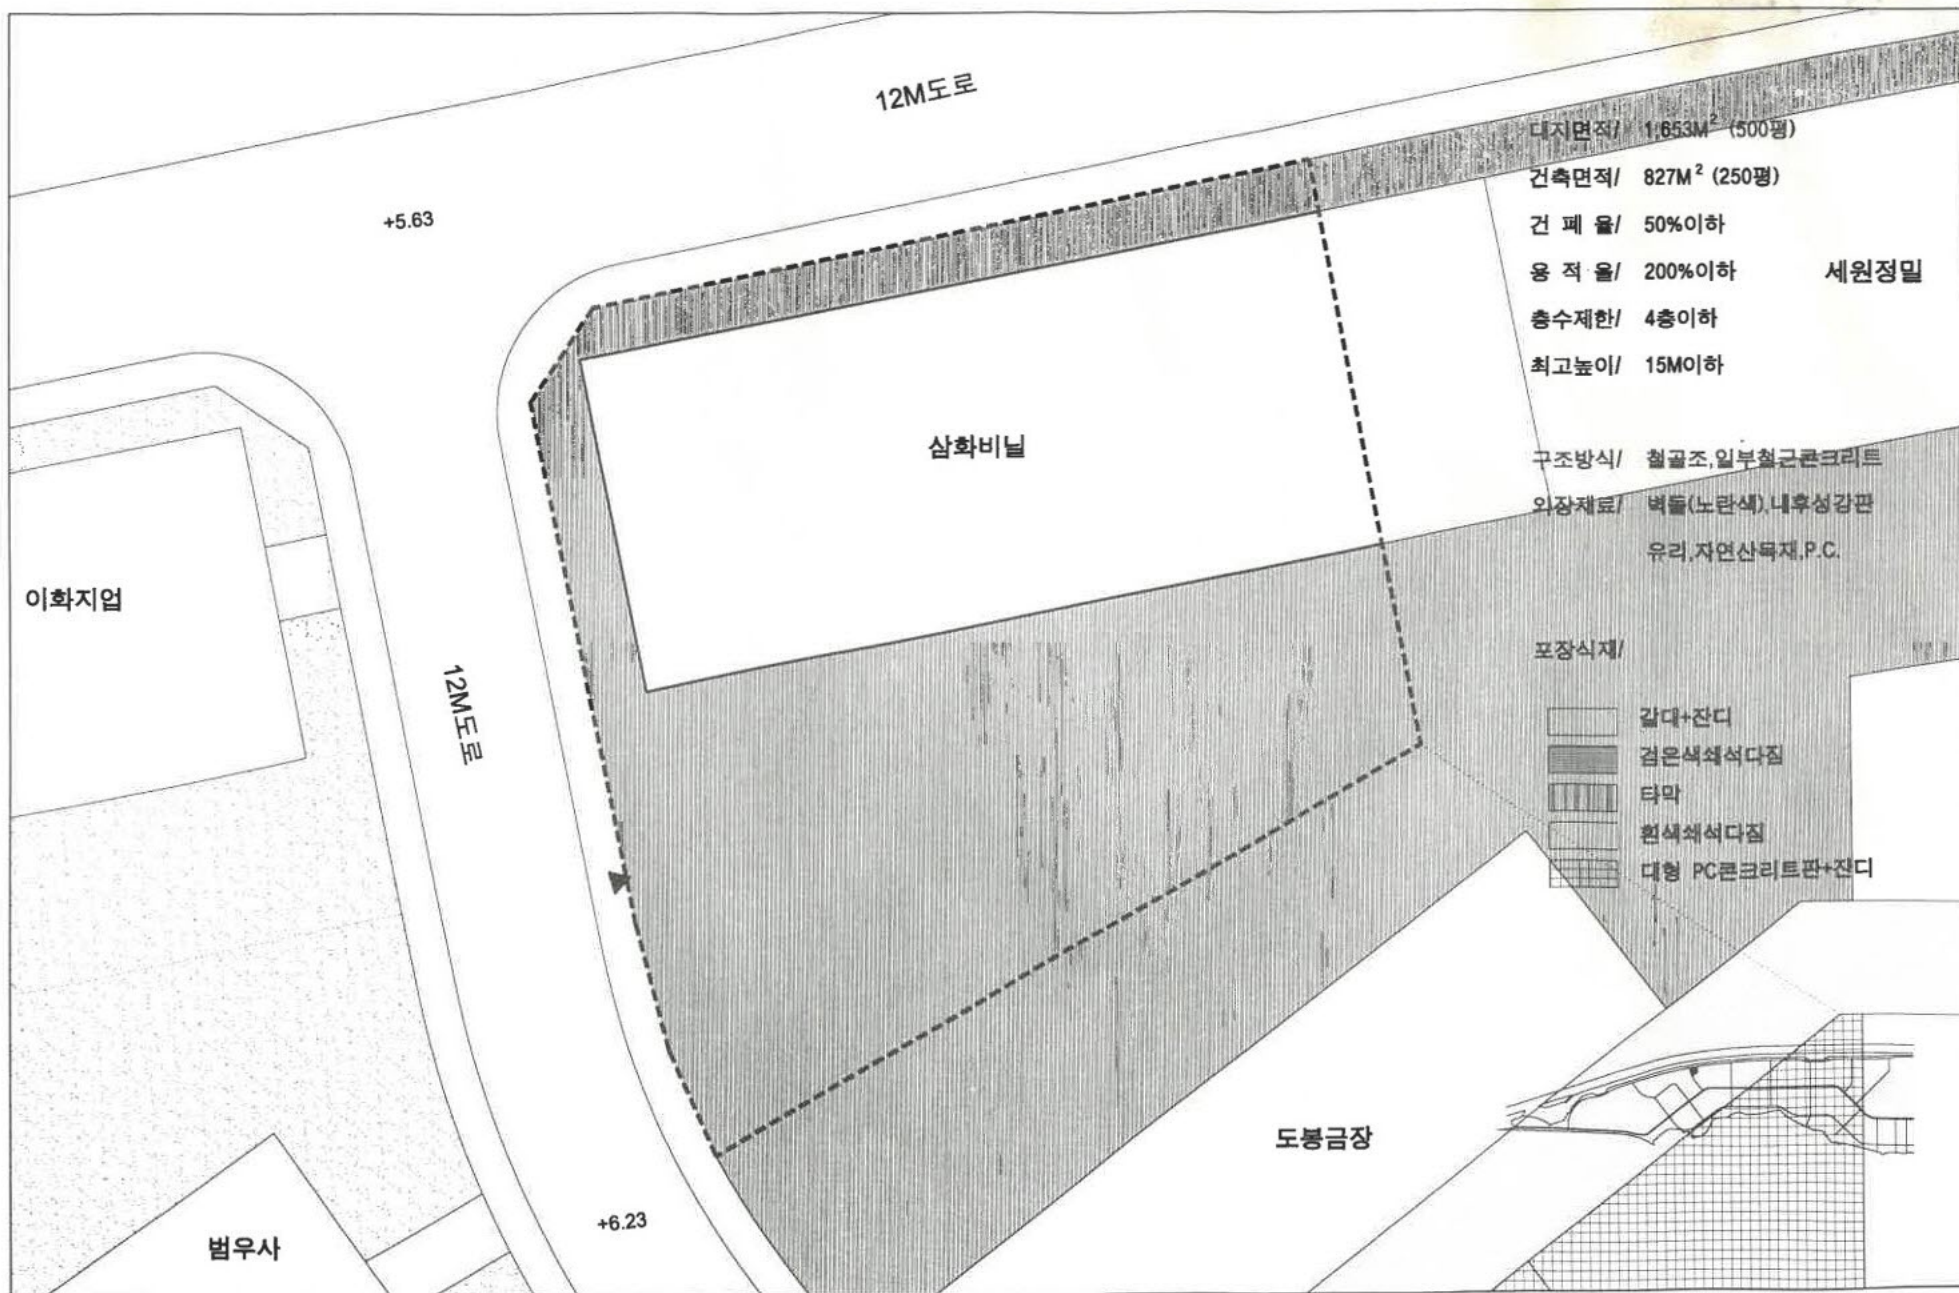 12M도로
대지면적/ 1,653M² (500평)
건축면적/ 827M² (250평)
+5.63
건 폐 율/ 50%이하
용 적 율/ 200%이하
세원정밀
층수제한/ 4층이하
최고높이/ 15M이하
삼화비닐
구조방식/ 철골조,일부철근콘크리트
외장재료/ 벽돌(노란색),내후성강판
유리,자연산목재,P.C.
이화지업
포장식재/
12M도로
갈대+잔디
검은색쇄석다짐
타막
흰색쇄석다짐
대형 PC콘크리트판+잔디
도봉금장
+6.23
범우사